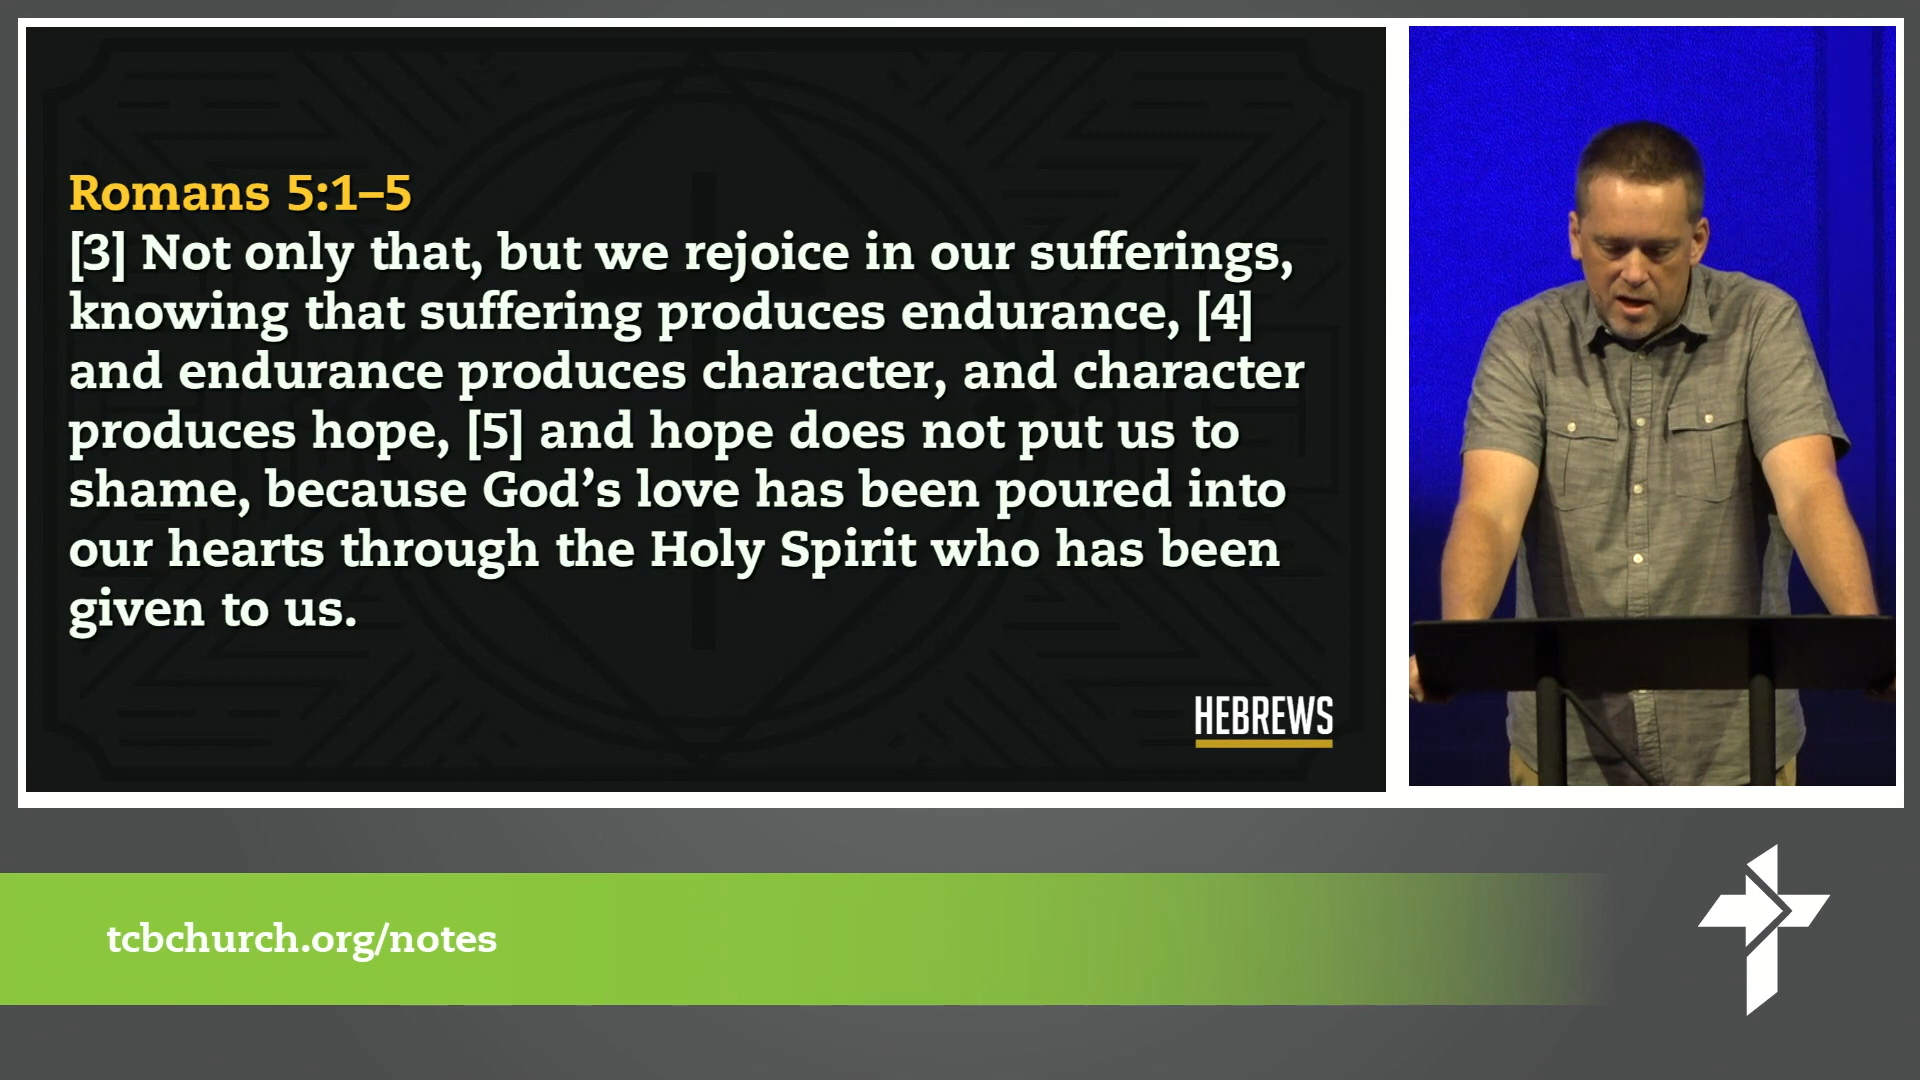 Romans 5:1–5
[3] Not only that, but we rejoice in our sufferings,
knowing that suffering produces endurance, [4]
and endurance produces character, and character
produces hope, [5] and hope does not put us to
shame, because God’s love has been poured into
our hearts through the Holy Spirit who has been
given to us.
HEBREWS
tcbchurch.org/notes